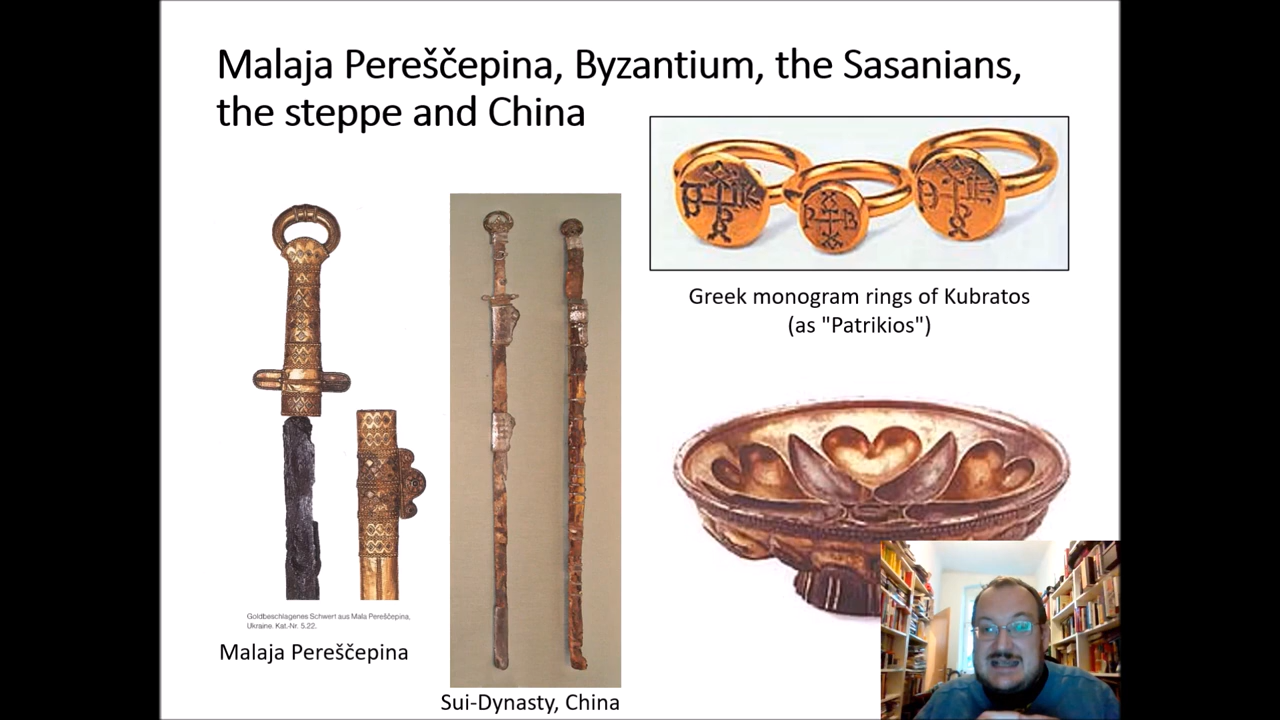 Malaja Pereščepina, Byzantium, the Sasanians,
the steppe and China
Greek monogram rings of Kubratos
(as "Patrikios")
Goldbeschlagenes Schwert aus Mala Pereščepina,
Ukraine. Kat.-Nr. 5.22.
Malaja Pereščepina
Sui-Dynasty, China